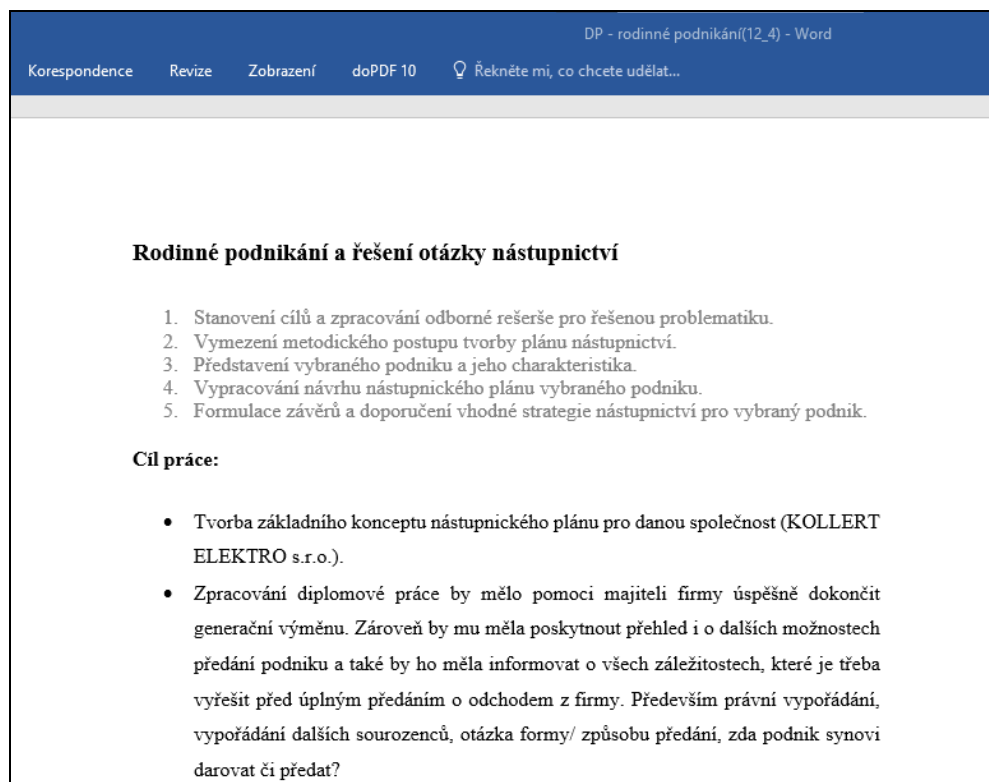 DP - rodinné podnikání(12_4) - Word
Korespondence Revize Zobrazení doPDF 10 Řekněte mi, co chcete udělat...
Rodinné podnikání a řešení otázky nástupnictví
1. Stanovení cílů a zpracování odborné rešerše pro řešenou problematiku.
2. Vymezení metodického postupu tvorby plánu nástupnictví.
3. Představení vybraného podniku a jeho charakteristika.
4. Vypracování návrhu nástupnického plánu vybraného podniku.
5. Formulace závěrů a doporučení vhodné strategie nástupnictví pro vybraný podnik.
Cíl práce:
• Tvorba základního konceptu nástupnického plánu pro danou společnost (KOLLERT
ELEKTRO s.r.o.).
• Zpracování diplomové práce by mělo pomoci majiteli firmy úspěšně dokončit
generační výměnu. Zároveň by mu měla poskytnout přehled i o dalších možnostech
předání podniku a také by ho měla informovat o všech záležitostech, které je třeba
vyřešit před úplným předáním o odchodem z firmy. Především právní vypořádání,
vypořádání dalších sourozenců, otázka formy/ způsobu předání, zda podnik synovi
darovat či předat?